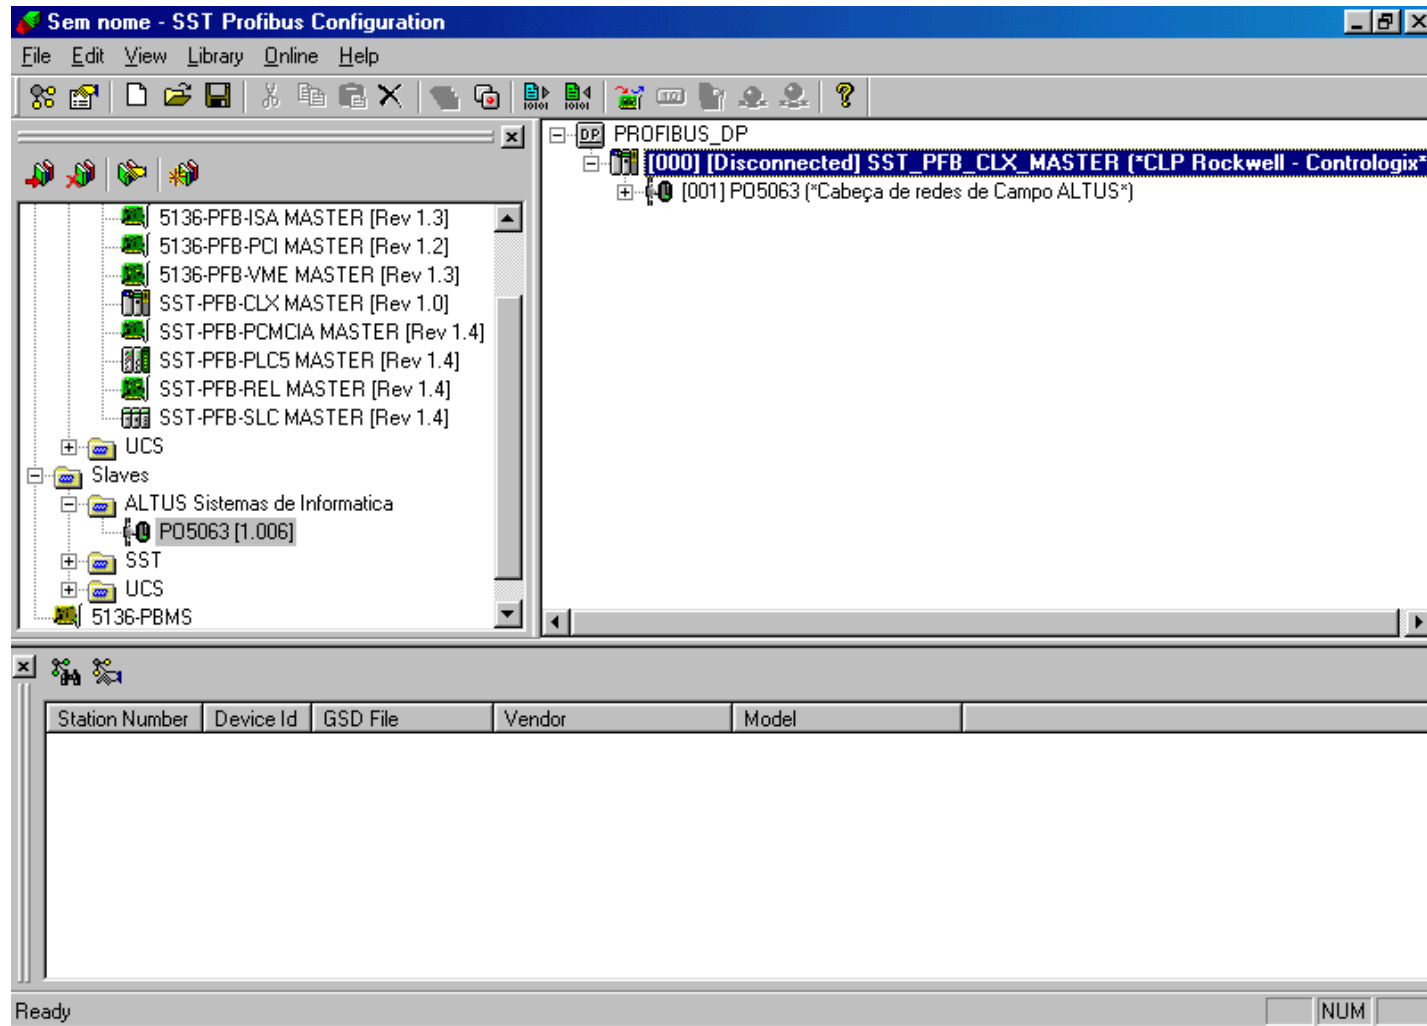 Sem nome - SST Profibus Configuration
File Edit View Library Online Help
5136-PFB-ISA MASTER [Rev 1.3]
5136-PFB-PCI MASTER [Rev 1.2]
5136-PFB-VME MASTER [Rev 1.3]
SST-PFB-CLX MASTER [Rev 1.0]
SST-PFB-PCMCIA MASTER [Rev 1.4]
SST-PFB-PLC5 MASTER [Rev 1.4]
SST-PFB-REL MASTER [Rev 1.4]
SST-PFB-SLC MASTER [Rev 1.4]
UCS
Slaves
ALTUS Sistemas de Informatica
PO5063 [1.006]
SST
UCS
5136-PBMS
DP PROFIBUS_DP
[000] [Disconnected] SST_PFB_CLX_MASTER (*CLP Rockwell - Contrologix*
[001] PO5063 (*Cabeça de redes de Campo ALTUS*)
Station Number Device Id GSD File Vendor Model
Ready NUM